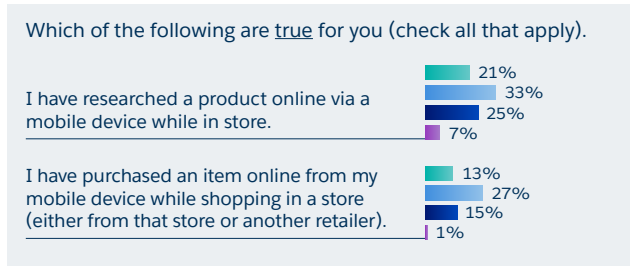 Which of the following are true for you (check all that apply).
21%
33%
I have researched a product online via a
25%
mobile device while in store.
7%
13%
I have purchased an item online from my
27%
mobile device while shopping in a store
15%
(either from that store or another retailer).
1%